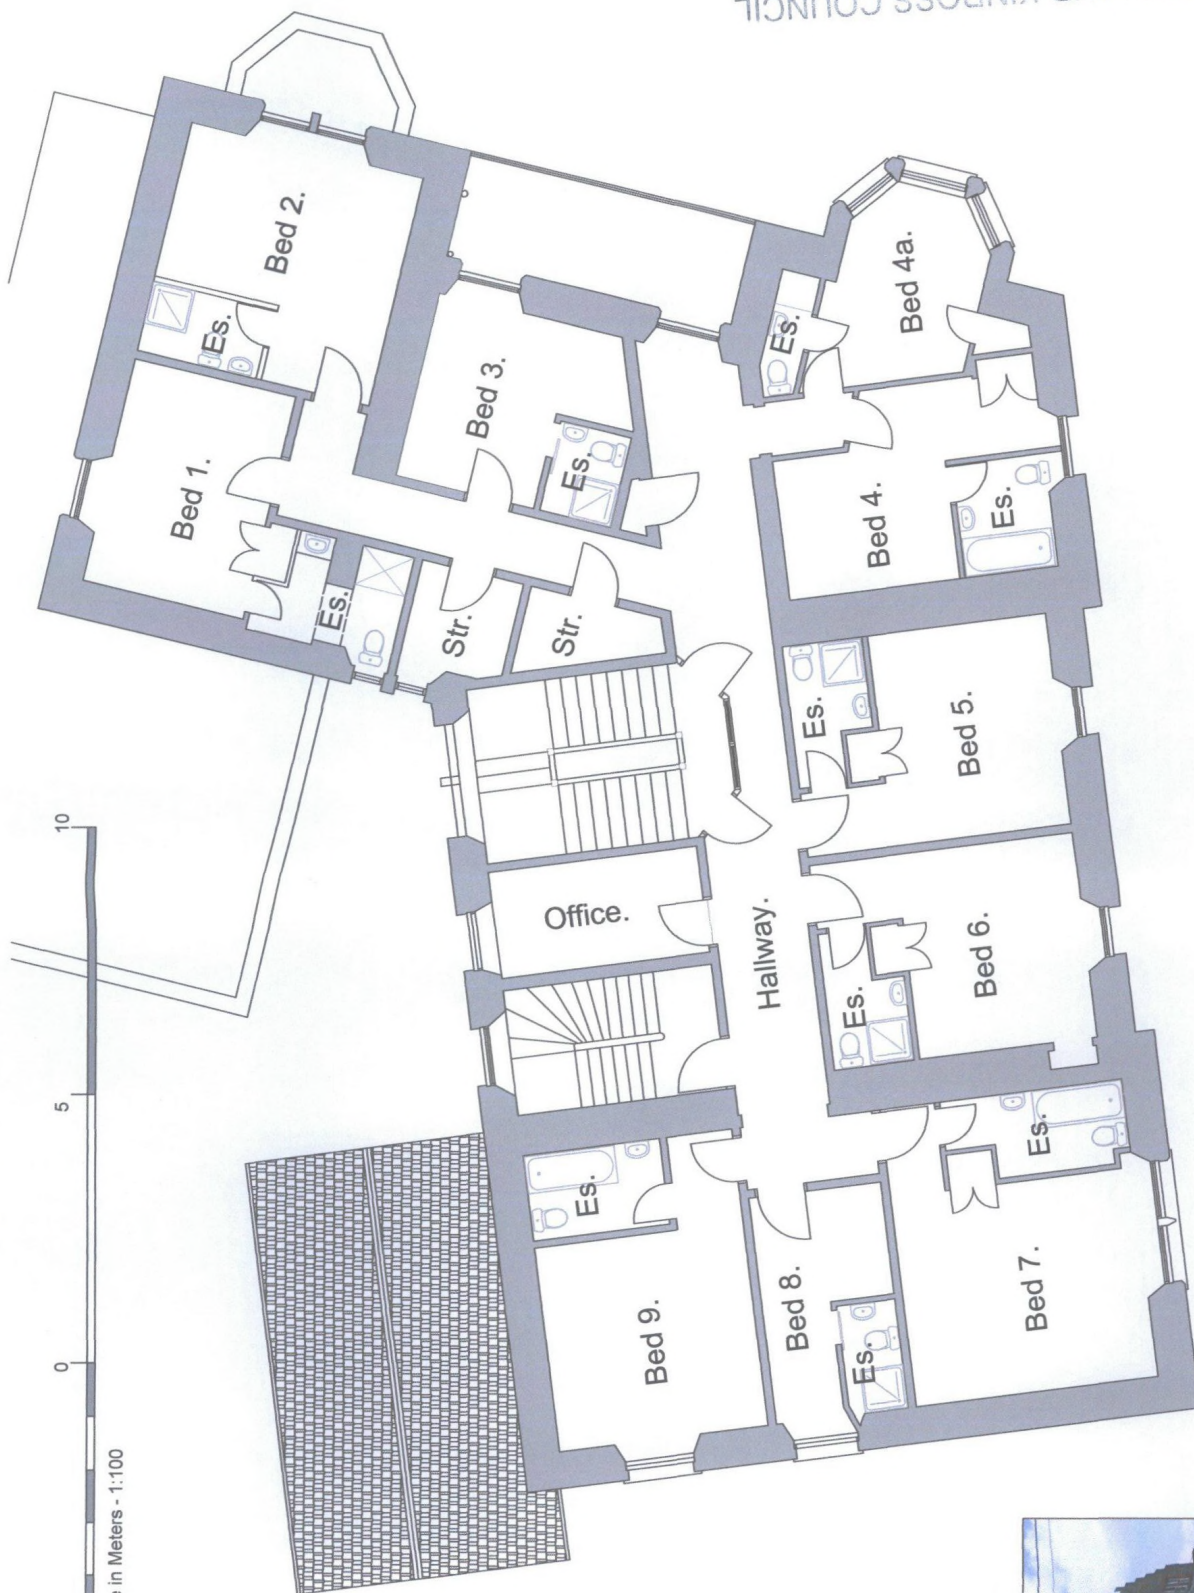 KINROSS COUNCIL
Bed 2.
Es.
Bed 1.
Bed 3.
Es.
Es.
Bed 4a.
Es.
Bed 4.
Es.
Str.
Str.
Es.
Bed 5.
Office.
Hallway.
Bed 6.
Es.
Es.
Es.
Bed 9.
Bed 8.
Es.
Bed 7.
10
5
0
in Meters - 1:100